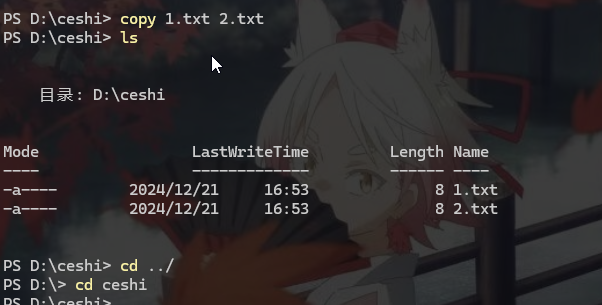 PS D:\ceshi> copy 1.txt 2.txt
PS D:\ceshi> ls
目录: D:\ceshi
Mode                 LastWriteTime         Length Name
----                 -------------         ------ ----
-a----        2024/12/21     16:53              8 1.txt
-a----        2024/12/21     16:53              8 2.txt
PS D:\ceshi> cd ../
PS D:\> cd ceshi
PS D:\ceshi>